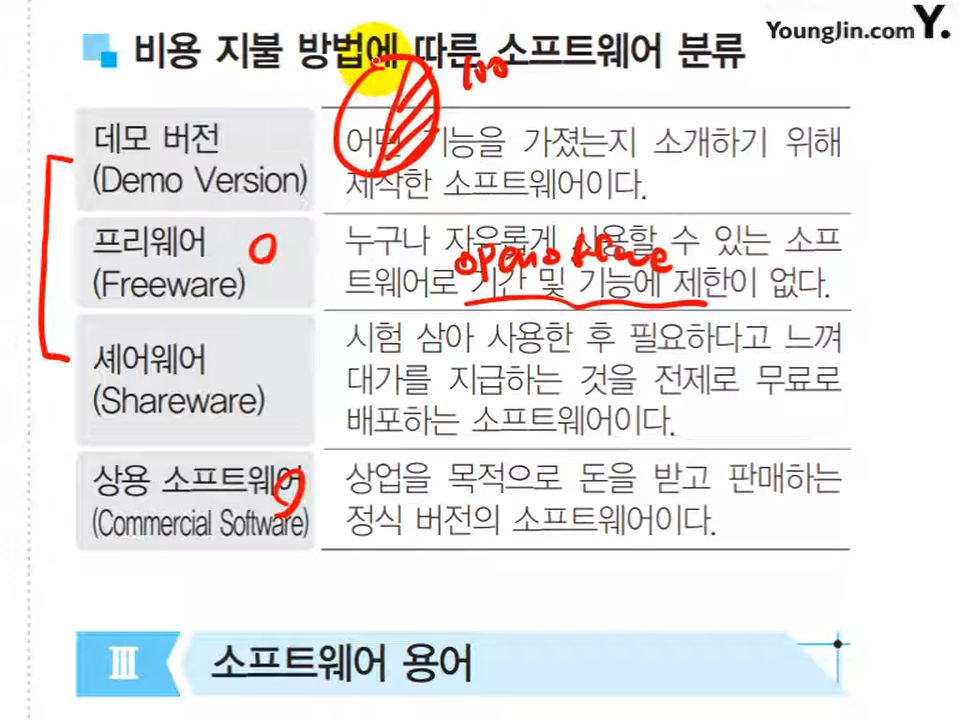 YoungJin.com Y.
비용 지불 방법에 따른 소프트웨어 분류
100
데모 버전
(Demo Version)
어떤 기능을 가졌는지 소개하기 위해
제작한 소프트웨어이다.
프리웨어
(Freeware)
누구나 자유롭게 사용할 수 있는 소프
트웨어로 기간 및 기능에 제한이 없다.
셰어웨어
(Shareware)
시험 삼아 사용한 후 필요하다고 느껴
대가를 지급하는 것을 전제로 무료로
배포하는 소프트웨어이다.
상용 소프트웨어
(Commercial Software)
상업을 목적으로 돈을 받고 판매하는
정식 버전의 소프트웨어이다.
Ⅲ 소프트웨어 용어